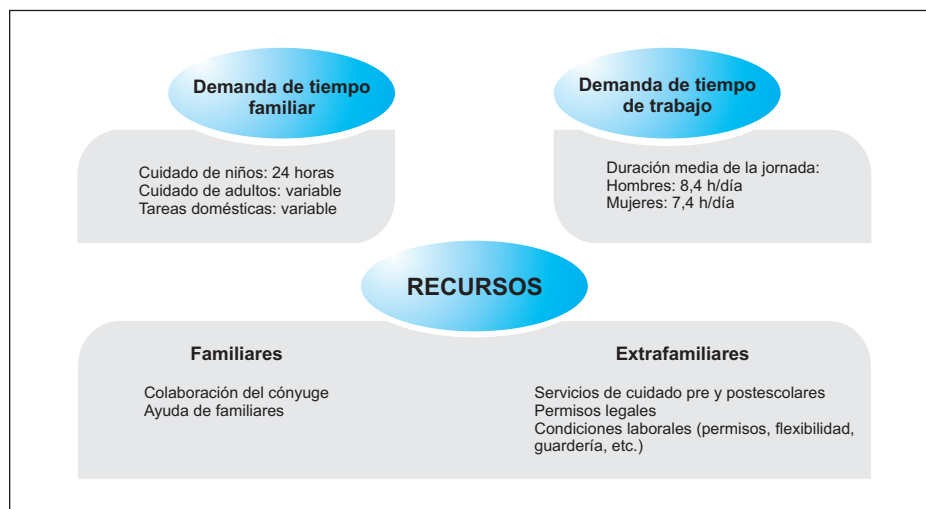 Demanda de tiempo
familiar
Cuidado de niños: 24 horas
Cuidado de adultos: variable
Tareas domésticas: variable
Demanda de tiempo
de trabajo
Duración media de la jornada:
Hombres: 8,4 h/día
Mujeres: 7,4 h/día
RECURSOS
Familiares
Colaboración del cónyuge
Ayuda de familiares
Extrafamiliares
Servicios de cuidado pre y postescolares
Permisos legales
Condiciones laborales (permisos, flexibilidad,
guardería, etc.)